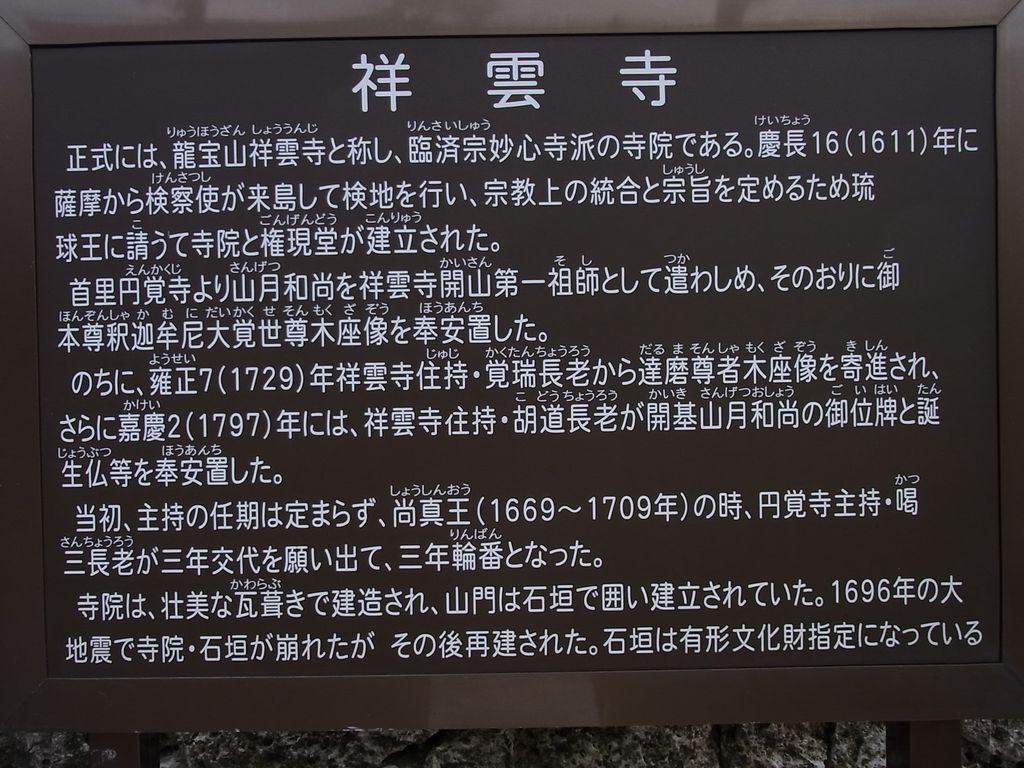 祥雲寺
正式には、龍宝山祥雲寺と称し、臨済宗妙心寺派の寺院である。慶長16(1611)年に
薩摩から検察使が来島して検地を行い、宗教上の統合と宗旨を定めるため琉
球王に請うて寺院と権現堂が建立された。
首里円覚寺より山月和尚を祥雲寺開山第一祖師として遣わしめ、そのおりに御
本尊釈迦牟尼大覚世尊木座像を奉安置した。
のちに、雍正7(1729)年祥雲寺住持・覚瑞長老から達磨尊者木座像を寄進され、
さらに嘉慶2(1797)年には、祥雲寺住持・胡道長老が開基山月和尚の御位牌と誕
生仏等を奉安置した。
当初、主持の任期は定まらず、尚真王(1669〜1709年)の時、円覚寺主持・喝
三長老が三年交代を願い出て、三年輪番となった。
寺院は、壮美な瓦葺きで建造され、山門は石垣で囲い建立されていた。1696年の大
地震で寺院・石垣が崩れたが その後再建された。石垣は有形文化財指定になっている